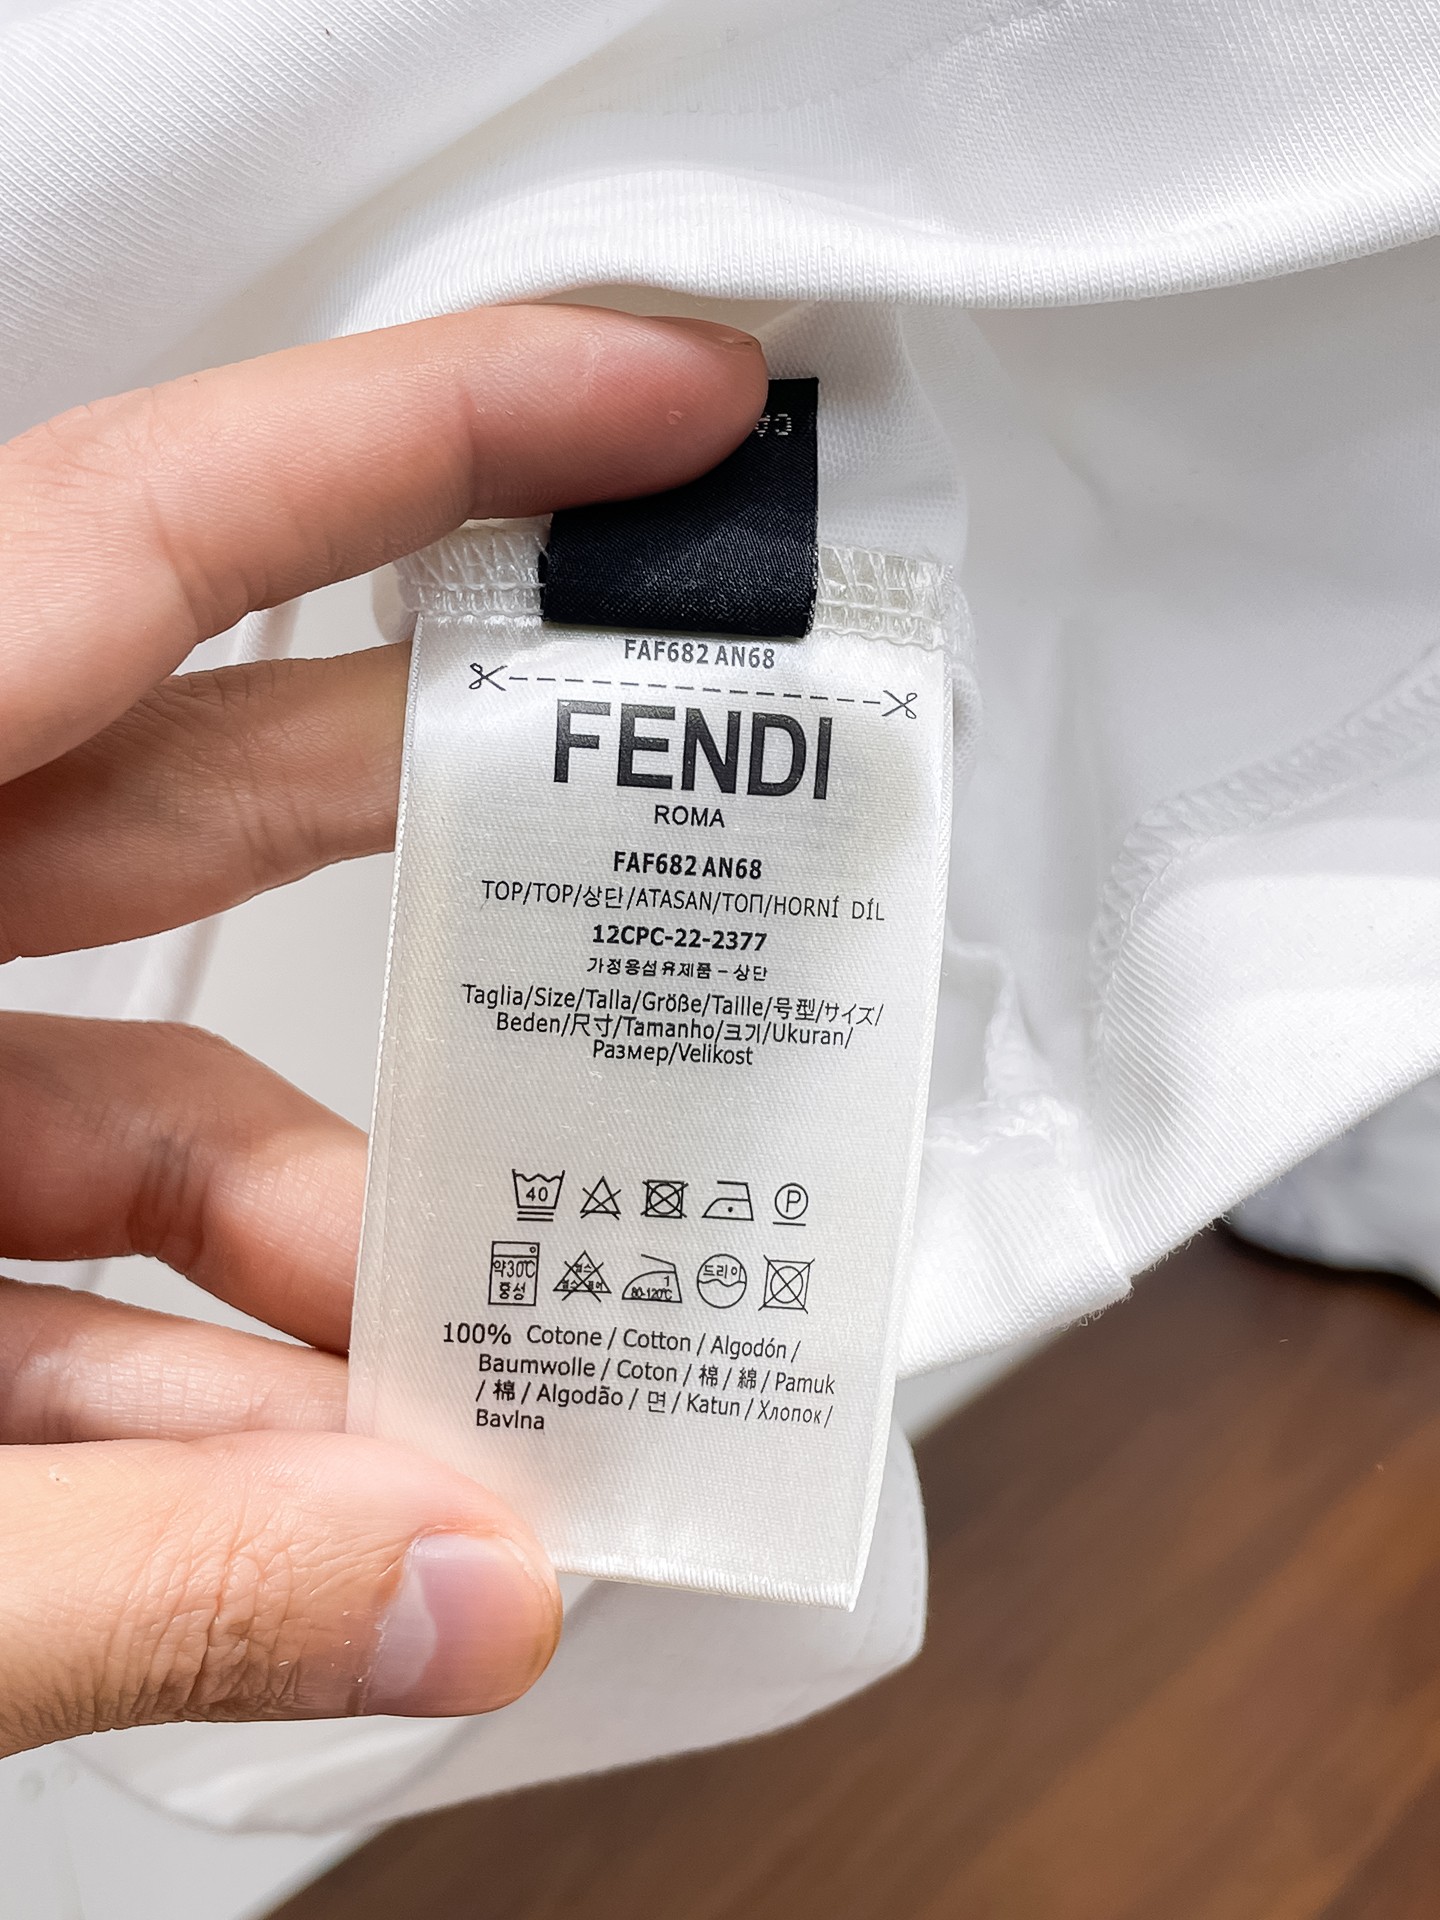 FAF682 AN68
FENDI
ROMA
FAF682 AN68
TOP/TOP/상단/ATASAN/ТОП/HORNÍ DÍL
12CPC-22-2377
가정용섬유제품 - 상단
Taglia/Size/Talla/Größe/Taille/号型/サイズ/
Beden/尺寸/Tamanho/크기/Ukuran/
Размер/Velikost
40
P
약30℃
중성
드라이
1
80-120℃
100% Cotone / Cotton / Algodón /
Baumwolle / Coton / 棉 / 綿 / Pamuk
/ 棉 / Algodão / 면 / Katun / Хлопок /
Bavlna